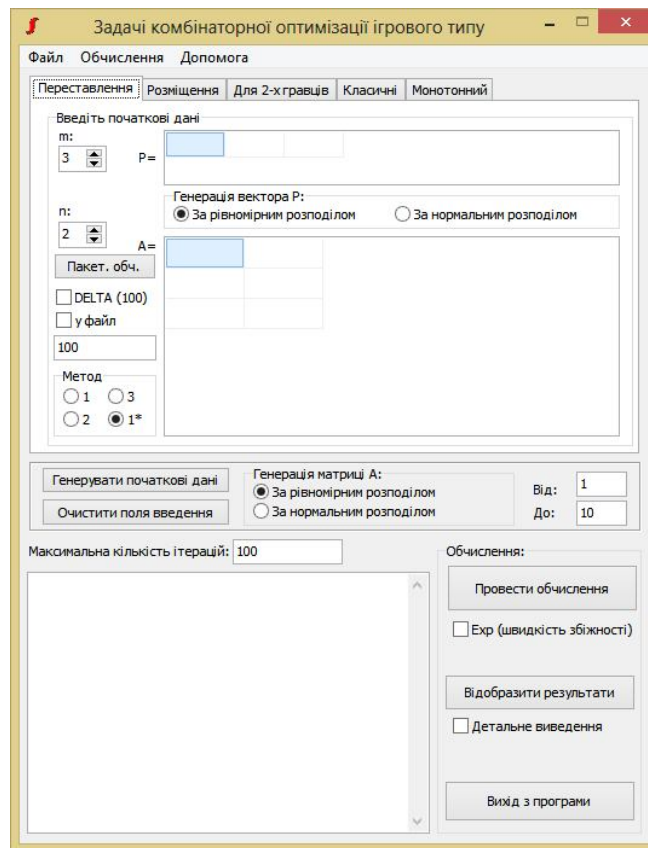 Задачі комбінаторної оптимізації ігрового типу
Файл Обчислення Допомога
Переставлення Розміщення Для 2-х гравців Класичні Монотонний
Введіть початкові дані
m:
3
P=
Генерація вектора P:
За рівномірним розподілом За нормальним розподілом
n:
2
A=
Пакет. обч.
DELTA (100)
у файл
100
Метод
1 3
2 1*
Генерувати початкові дані
Очистити поля введення
Генерація матриці A:
За рівномірним розподілом
За нормальним розподілом
Від: 1
До: 10
Максимальна кількість ітерацій: 100
Обчислення:
Провести обчислення
Exp (швидкість збіжності)
Відобразити результати
Детальне виведення
Вихід з програми